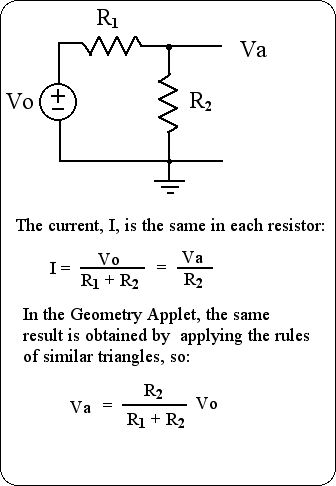 R1
Va
Vo
R2
The current, I, is the same in each resistor:
I = Vo / R1 + R2 = Va / R2
In the Geometry Applet, the same
result is obtained by applying the rules
of similar triangles, so:
Va = R2 / R1 + R2 Vo